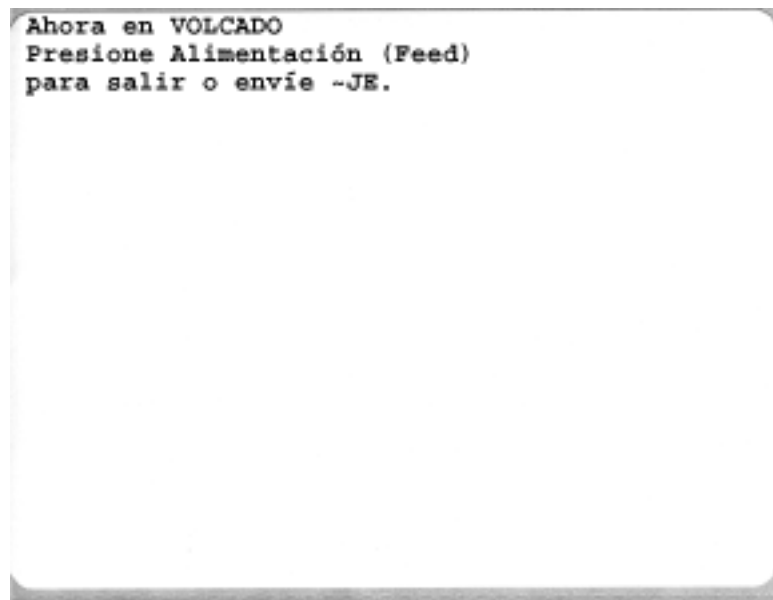 Ahora en VOLCADO
Presione Alimentación (Feed)
para salir o envíe ~JE.